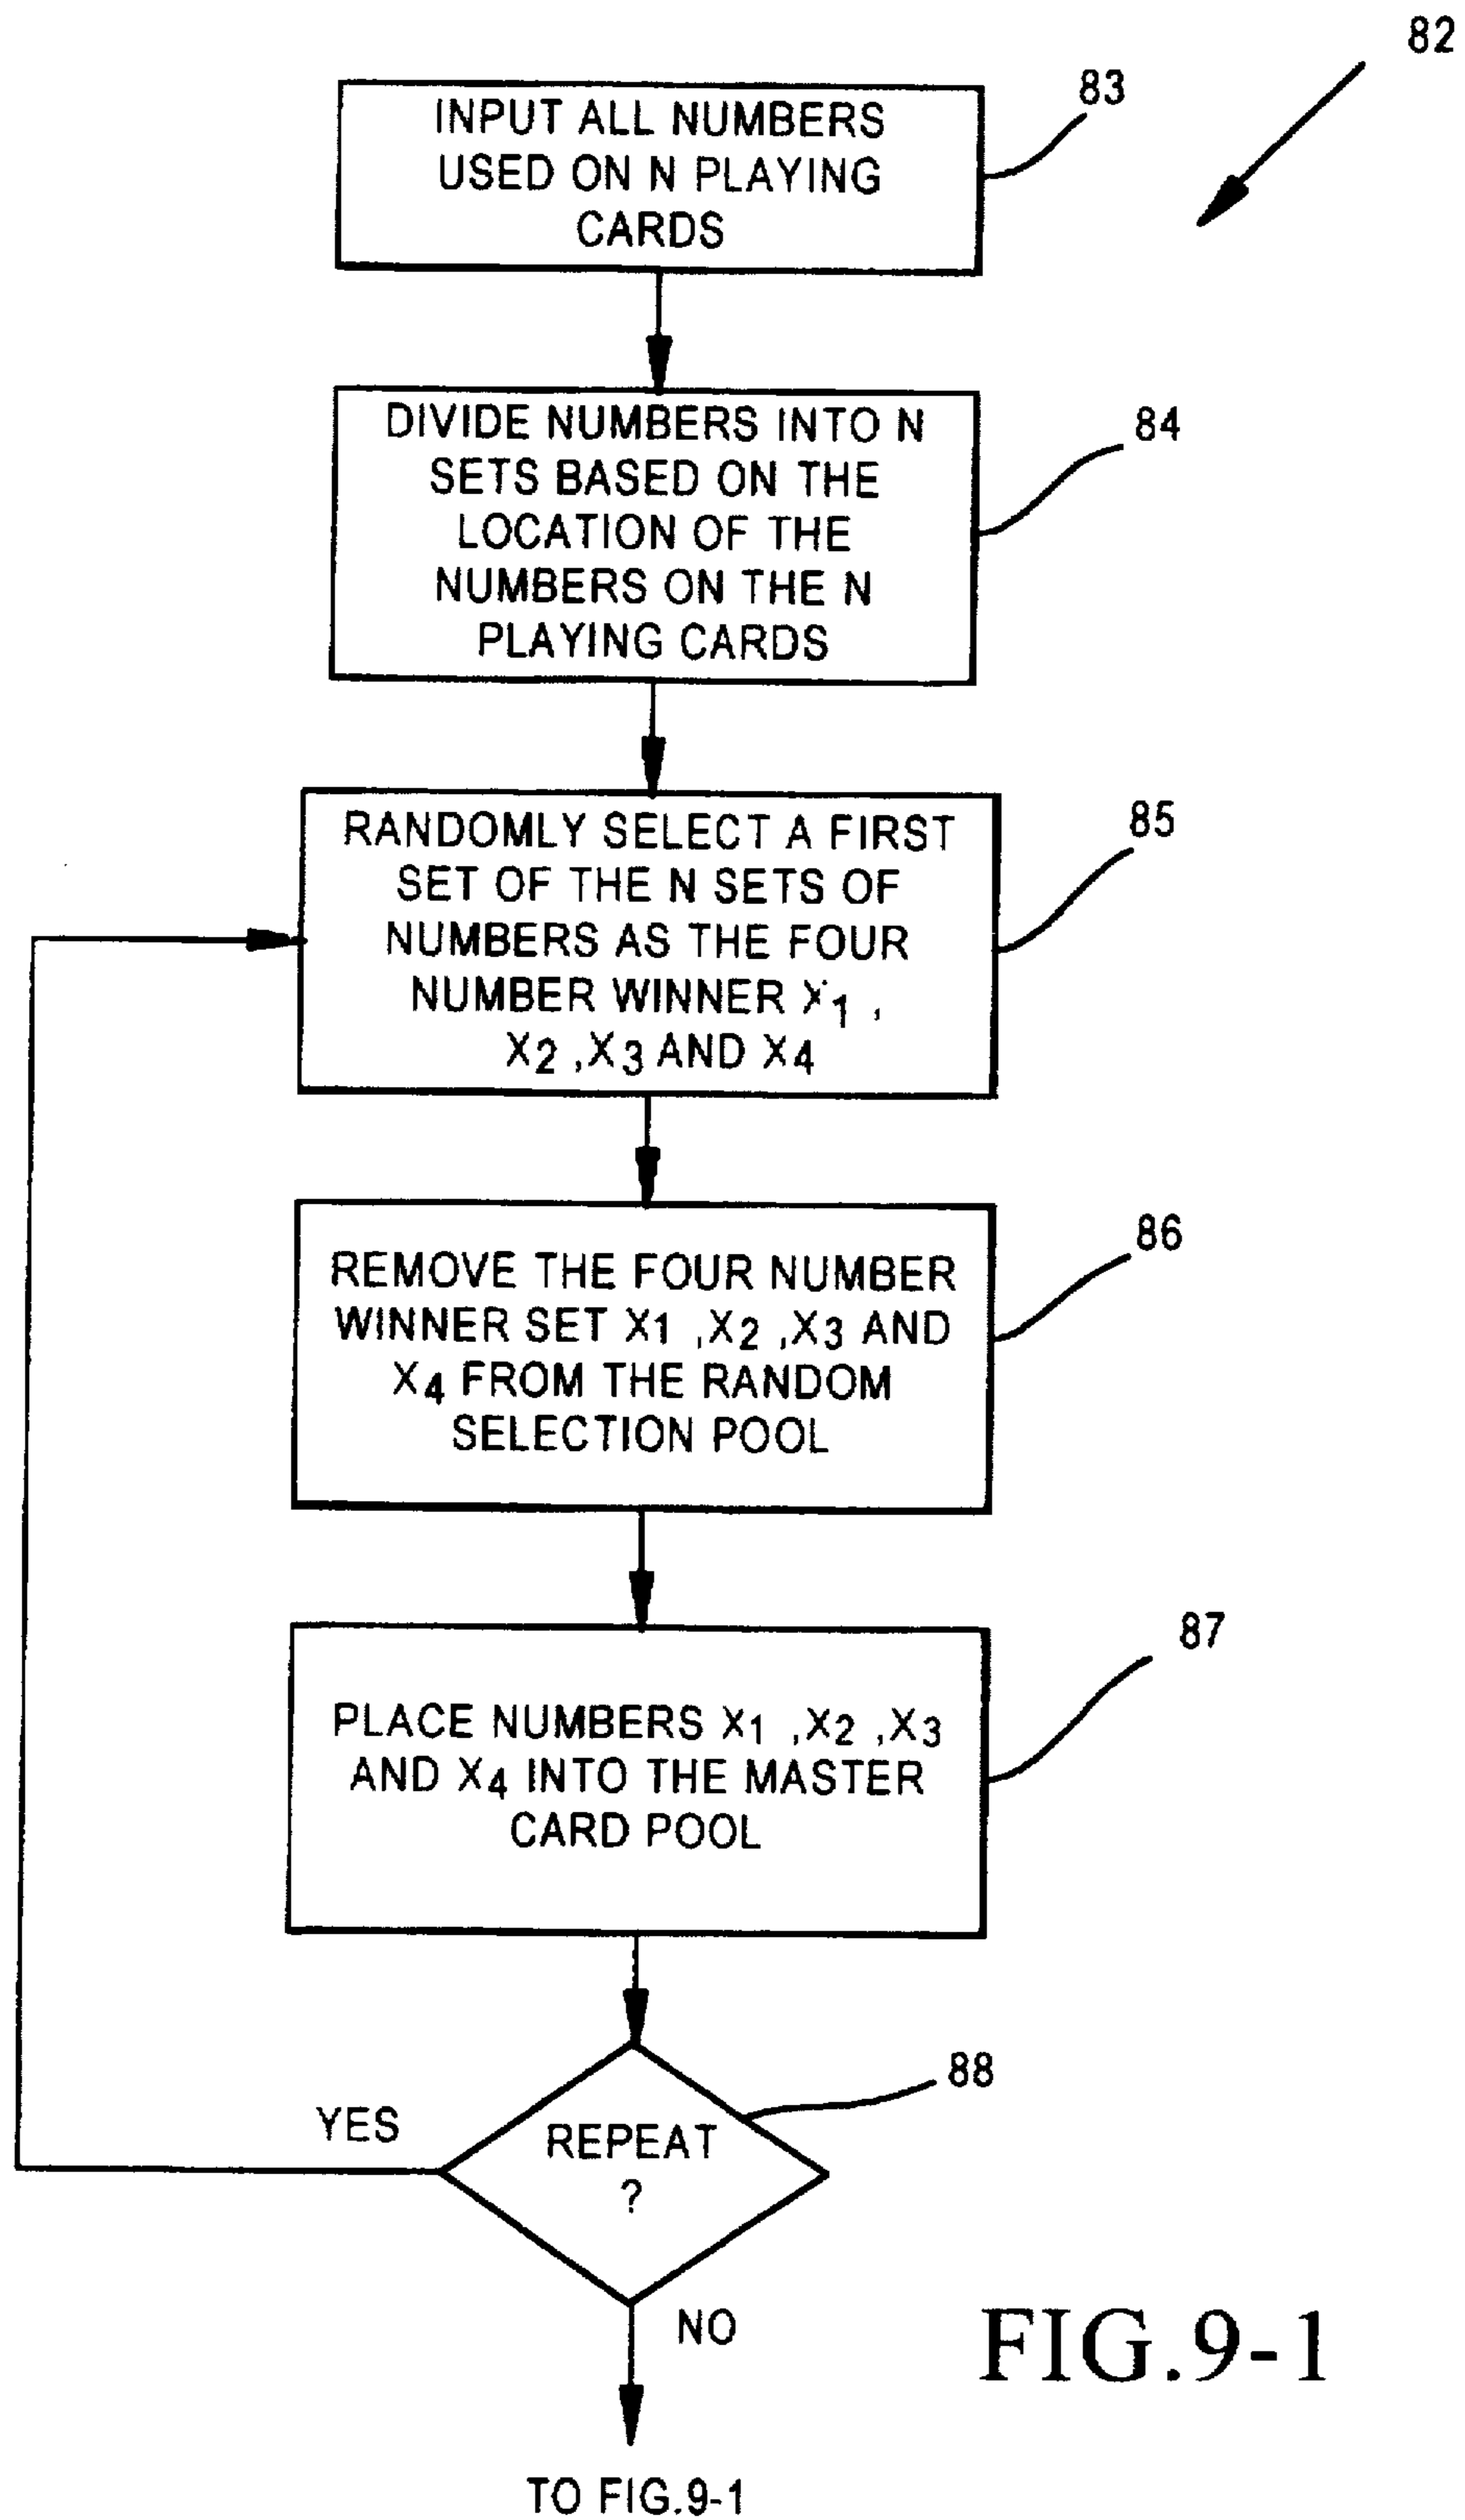 82
83
INPUT ALL NUMBERS
USED ON N PLAYING
CARDS
84
DIVIDE NUMBERS INTO N
SETS BASED ON THE
LOCATION OF THE
NUMBERS ON THE N
PLAYING CARDS
85
RANDOMLY SELECT A FIRST
SET OF THE N SETS OF
NUMBERS AS THE FOUR
NUMBER WINNER X1 ,
X2 ,X3 AND X4
86
REMOVE THE FOUR NUMBER
WINNER SET X1 ,X2 ,X3 AND
X4 FROM THE RANDOM
SELECTION POOL
87
PLACE NUMBERS X1 ,X2 ,X3
AND X4 INTO THE MASTER
CARD POOL
88
YES
REPEAT
?
NO
FIG.9-1
TO FIG.9-1